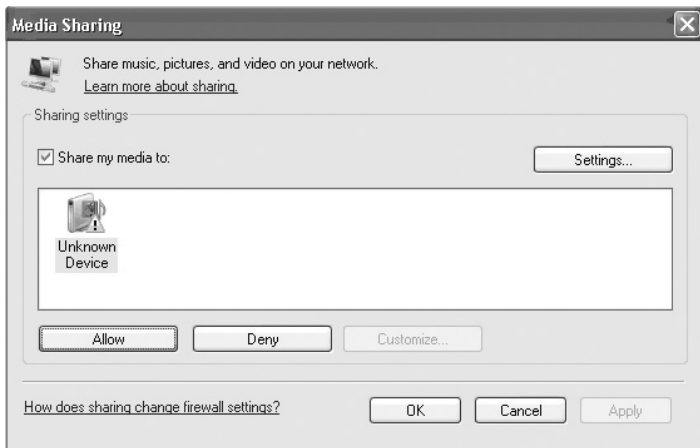 Media Sharing
Share music, pictures, and video on your network.
Learn more about sharing.
Sharing settings
Share my media to:
Settings...
Unknown
Device
Allow
Deny
Customize...
How does sharing change firewall settings?
OK
Cancel
Apply